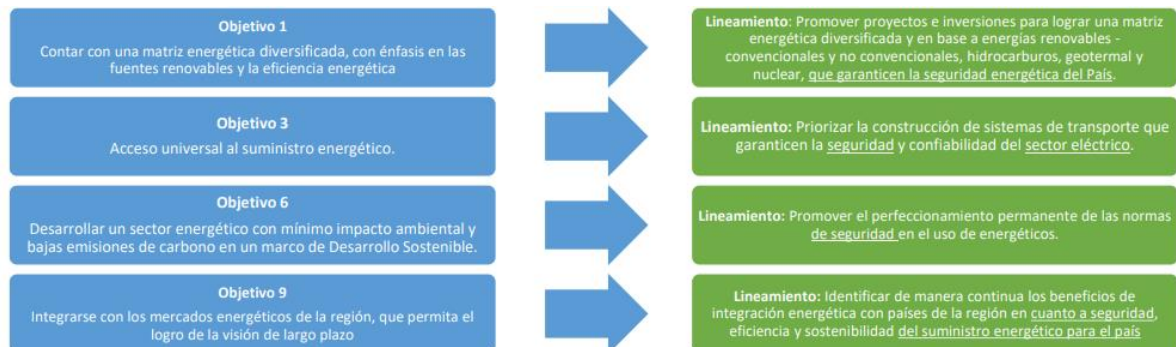 Objetivo 1
Contar con una matriz energética diversificada, con énfasis en las
fuentes renovables y la eficiencia energética
Lineamiento: Promover proyectos e inversiones para lograr una matriz
energética diversificada y en base a energías renovables -
convencionales y no convencionales, hidrocarburos, geotermal y
nuclear, que garanticen la seguridad energética del País.
Objetivo 3
Acceso universal al suministro energético.
Lineamiento: Priorizar la construcción de sistemas de transporte que
garanticen la seguridad y confiabilidad del sector eléctrico.
Objetivo 6
Desarrollar un sector energético con mínimo impacto ambiental y
bajas emisiones de carbono en un marco de Desarrollo Sostenible.
Lineamiento: Promover el perfeccionamiento permanente de las normas
de seguridad en el uso de energéticos.
Objetivo 9
Integrarse con los mercados energéticos de la región, que permita el
logro de la visión de largo plazo
Lineamiento: Identificar de manera continua los beneficios de
integración energética con países de la región en cuanto a seguridad,
eficiencia y sostenibilidad del suministro energético para el país